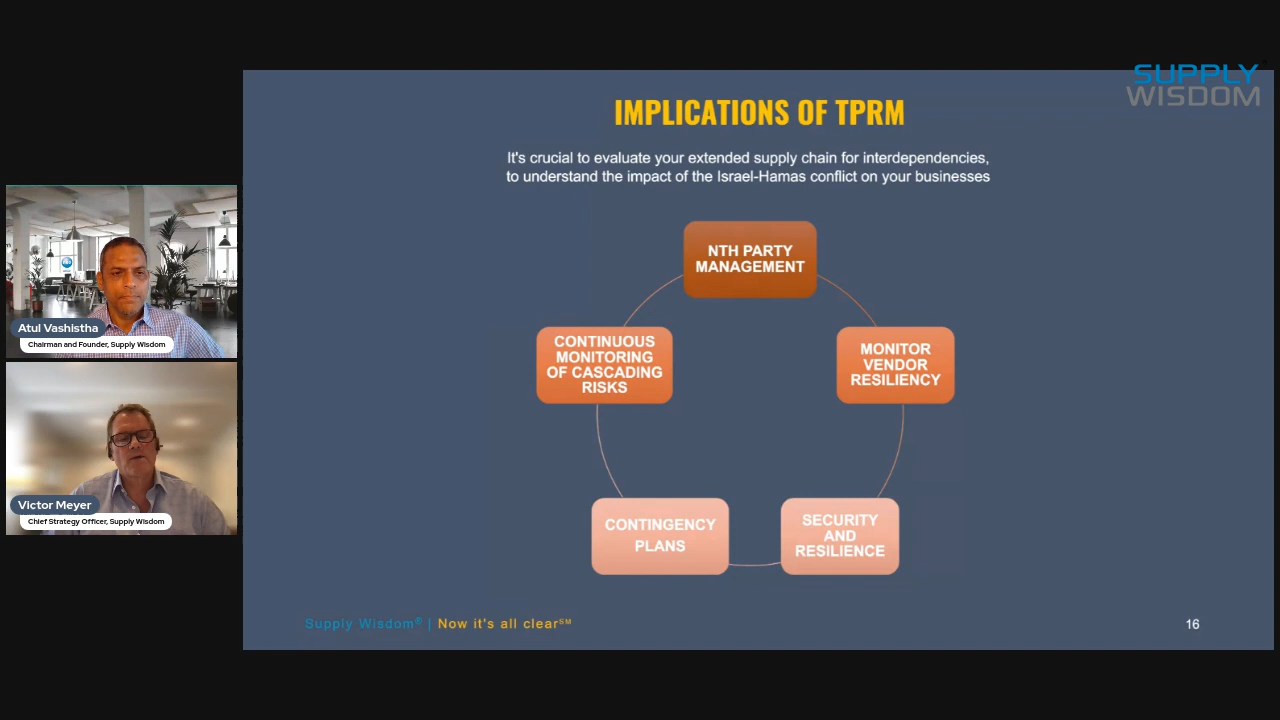 SUPPLY
WISDOM
IMPLICATIONS OF TPRM
It's crucial to evaluate your extended supply chain for interdependencies,
to understand the impact of the Israel-Hamas conflict on your businesses
NTH PARTY
MANAGEMENT
CONTINUOUS
MONITORING
OF CASCADING
RISKS
MONITOR
VENDOR
RESILIENCY
CONTINGENCY
PLANS
SECURITY
AND
RESILIENCE
Atul Vashistha
Chairman and Founder, Supply Wisdom
Victor Meyer
Chief Strategy Officer, Supply Wisdom
Supply Wisdom® | Now it's all clear℠
16